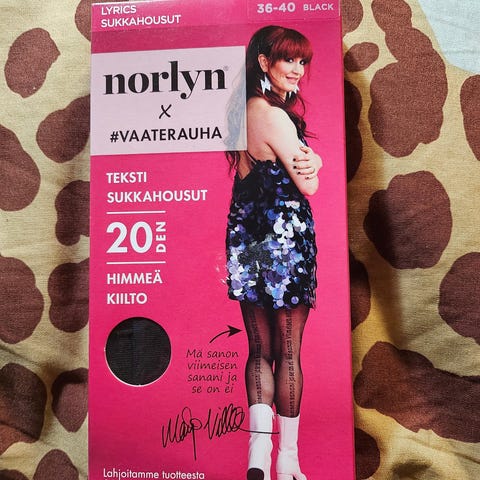 LYRICS
SUKKAHOUSUT
36-40 BLACK
norlyn®
X
#VAATERAUHA
TEKSTI
SUKKAHOUSUT
20 DEN
HIMMEÄ
KIILTO
Mä sanon
viimeisen
sanani ja
se on ei
Lahjoitamme tuotteesta